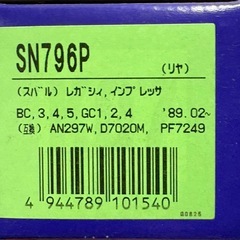 SN796P
(リヤ)
(スバル) レガシィ,インプレッサ
BC,3,4,5,GC1,2,4 '89.02~
(互換) AN297W,D7020M, PF7249
4 944789 101540